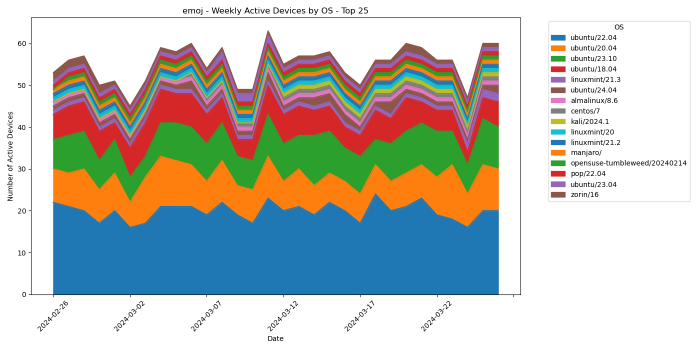 emoj - Weekly Active Devices by OS - Top 25
Number of Active Devices
60
50
40
30
20
10
0
2024-02-26
2024-03-02
2024-03-07
2024-03-12
2024-03-17
2024-03-22
Date
OS
ubuntu/22.04
ubuntu/20.04
ubuntu/23.10
ubuntu/18.04
linuxmint/21.3
ubuntu/24.04
almalinux/8.6
centos/7
kali/2024.1
linuxmint/20
linuxmint/21.2
manjaro/
opensuse-tumbleweed/20240214
pop/22.04
ubuntu/23.04
zorin/16